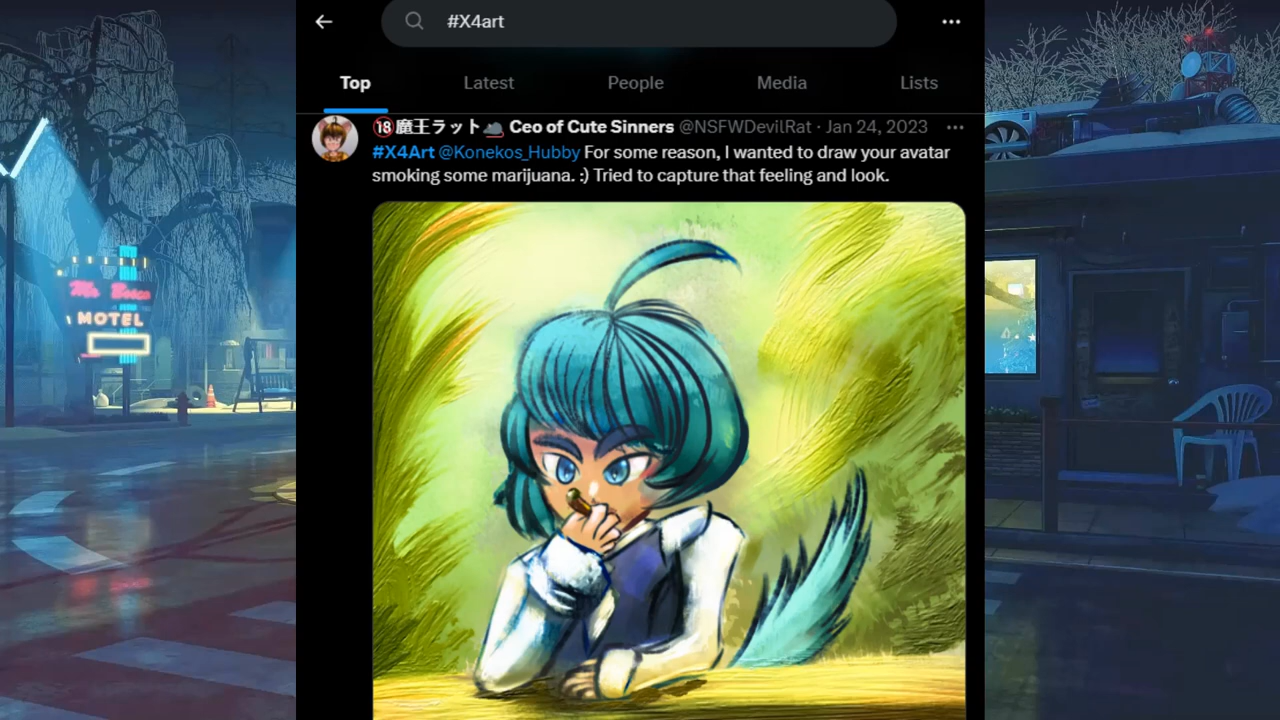 #X4art
Top Latest People Media Lists
🔞魔王ラット🐀 Ceo of Cute Sinners @NSFWDevilRat · Jan 24, 2023
#X4Art @Konekos_Hubby For some reason, I wanted to draw your avatar
smoking some marijuana. :) Tried to capture that feeling and look.
MOTEL